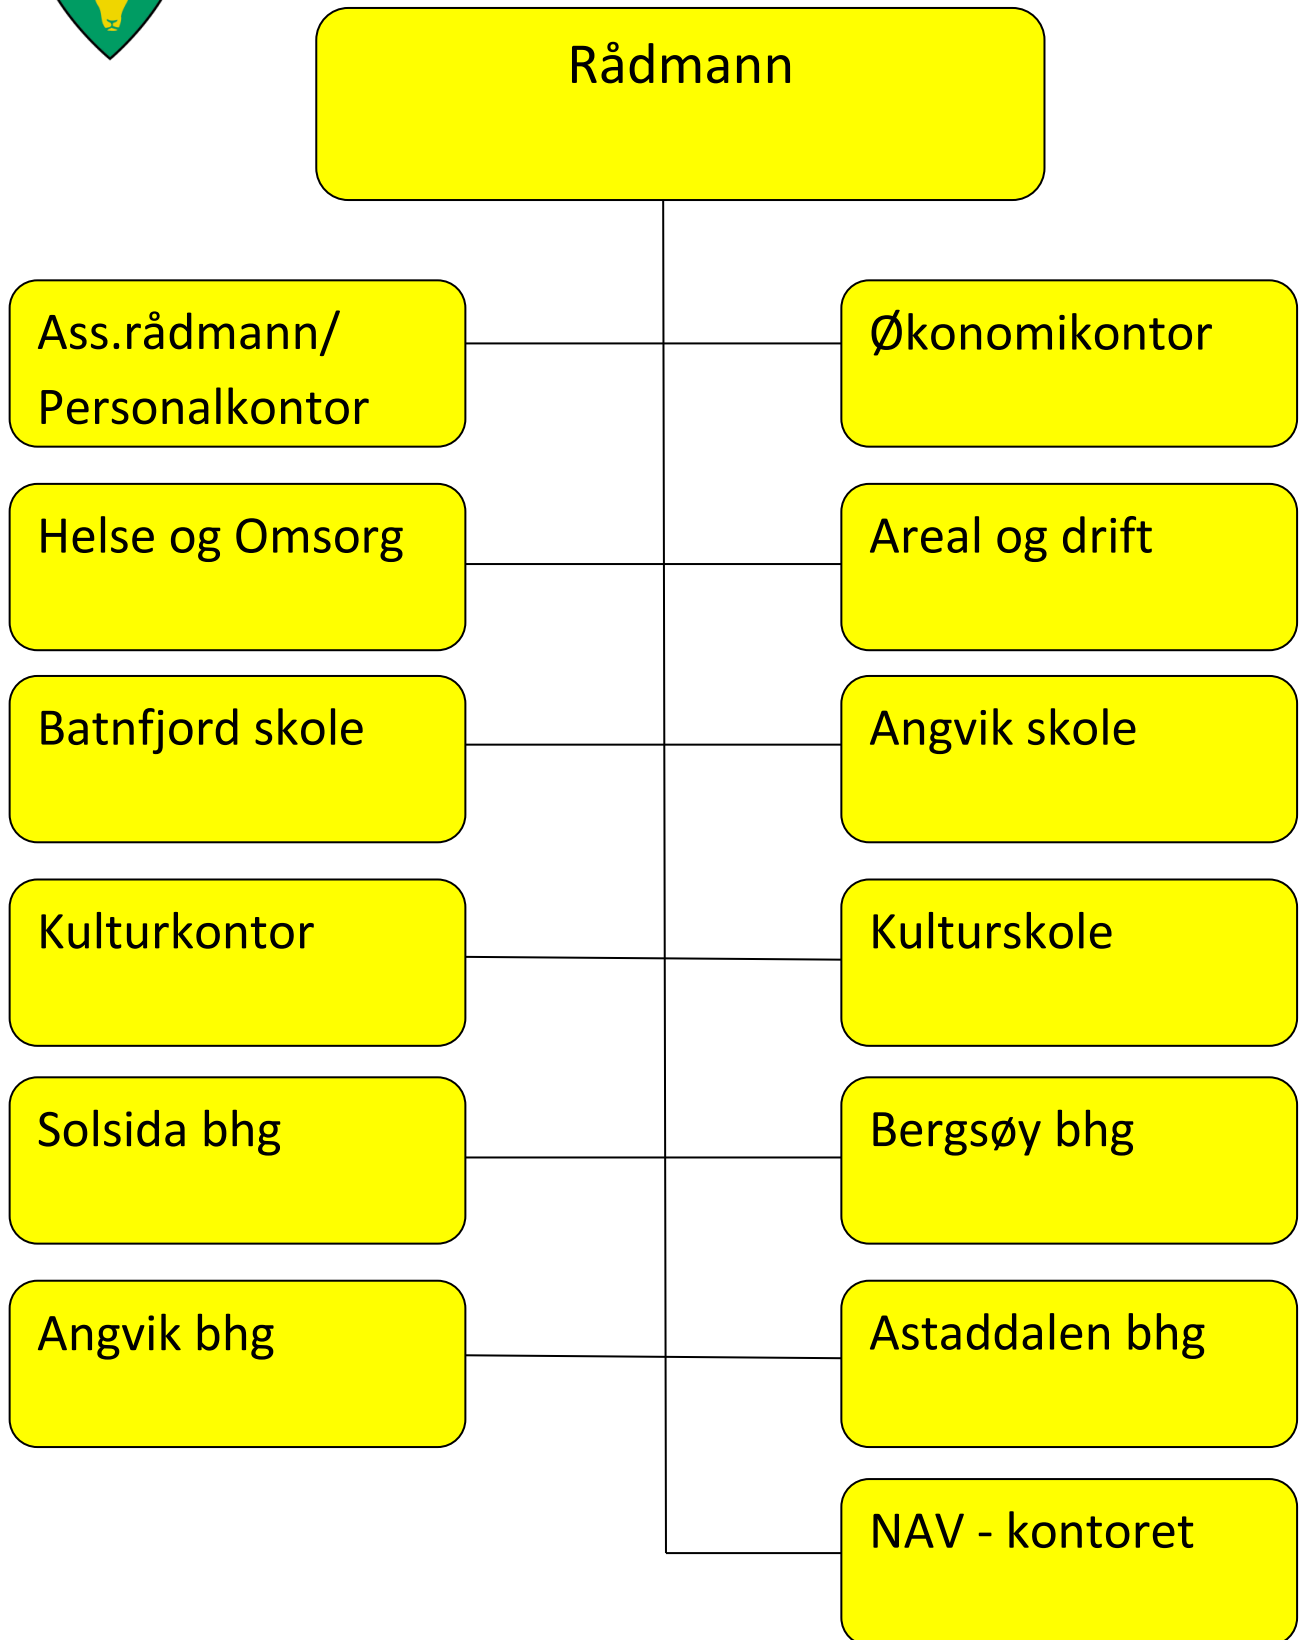 Rådmann
Ass.rådmann/
Personalkontor
Økonomikontor
Helse og Omsorg
Areal og drift
Batnfjord skole
Angvik skole
Kulturkontor
Kulturskole
Solsida bhg
Bergsøy bhg
Angvik bhg
Astaddalen bhg
NAV - kontoret